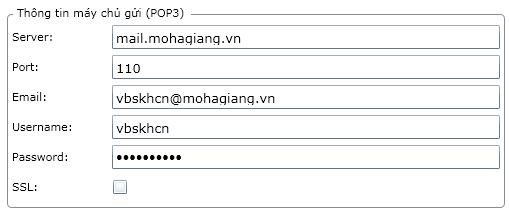 Thông tin máy chủ gửi (POP3)
Server: mail.mohagiang.vn
Port: 110
Email: vbskhcn@mohagiang.vn
Username: vbskhcn
Password: ••••••••••
SSL: